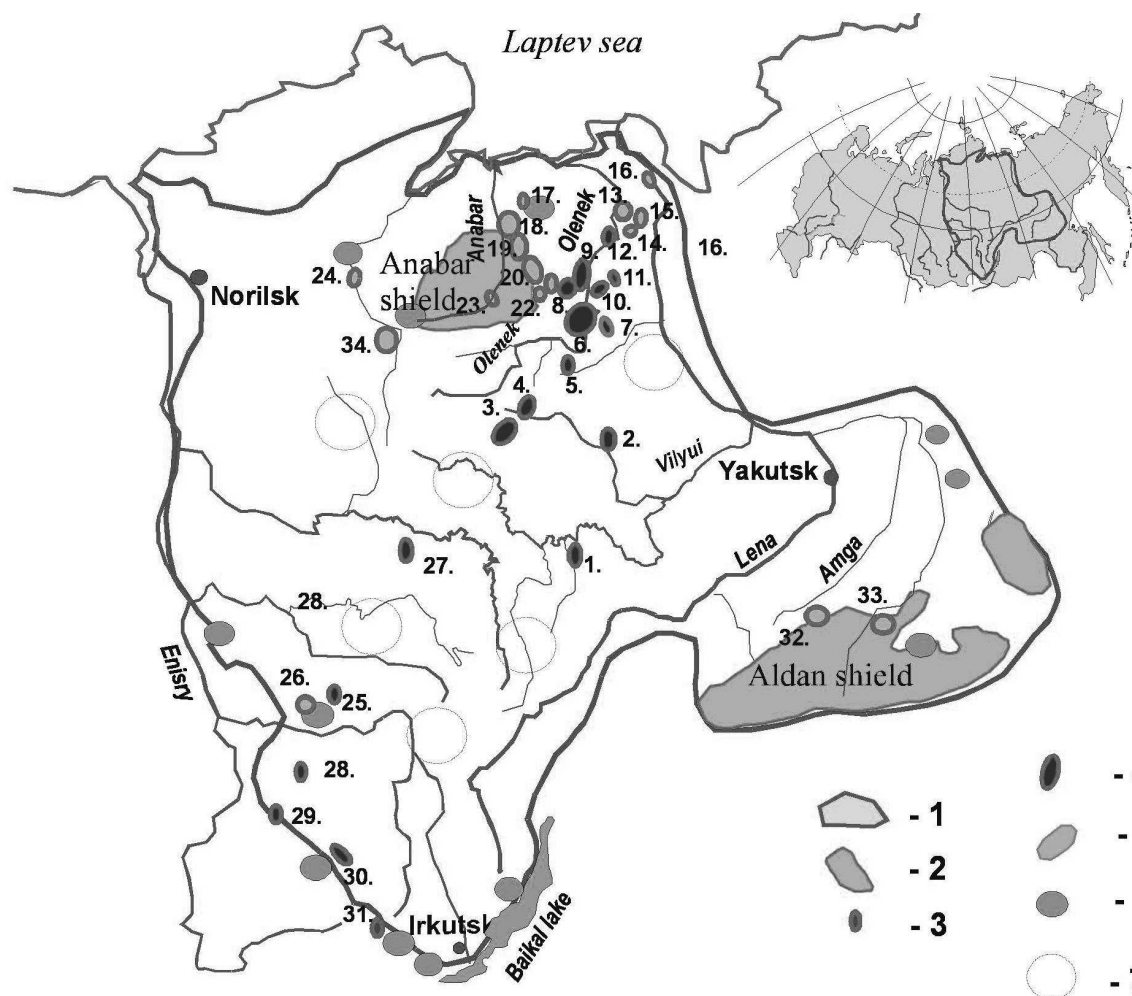 Laptev sea
16.
17.
13.
15.
Anabar
Olenek
18.
12.
14.
16.
19.
9.
24.
Anabar
shield
20.
11.
Norilsk
23.
22.
8.
10.
7.
34.
Olenek
6.
4.
5.
3.
2.
Vilyui
Yakutsk
27.
1.
Lena
Amga
28.
33.
32.
Enisry
Aldan shield
26.
25.
28.
29.
- 1
-
30.
- 2
-
31.
Irkutsk
Baikal lake
- 3
-
-